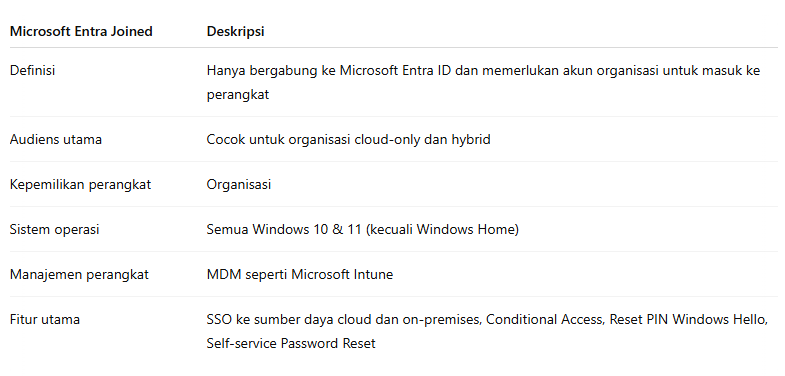 Microsoft Entra Joined Deskripsi
Definisi Hanya bergabung ke Microsoft Entra ID dan memerlukan akun organisasi untuk masuk ke
perangkat
Audiens utama Cocok untuk organisasi cloud-only dan hybrid
Kepemilikan perangkat Organisasi
Sistem operasi Semua Windows 10 & 11 (kecuali Windows Home)
Manajemen perangkat MDM seperti Microsoft Intune
Fitur utama SSO ke sumber daya cloud dan on-premises, Conditional Access, Reset PIN Windows Hello,
Self-service Password Reset